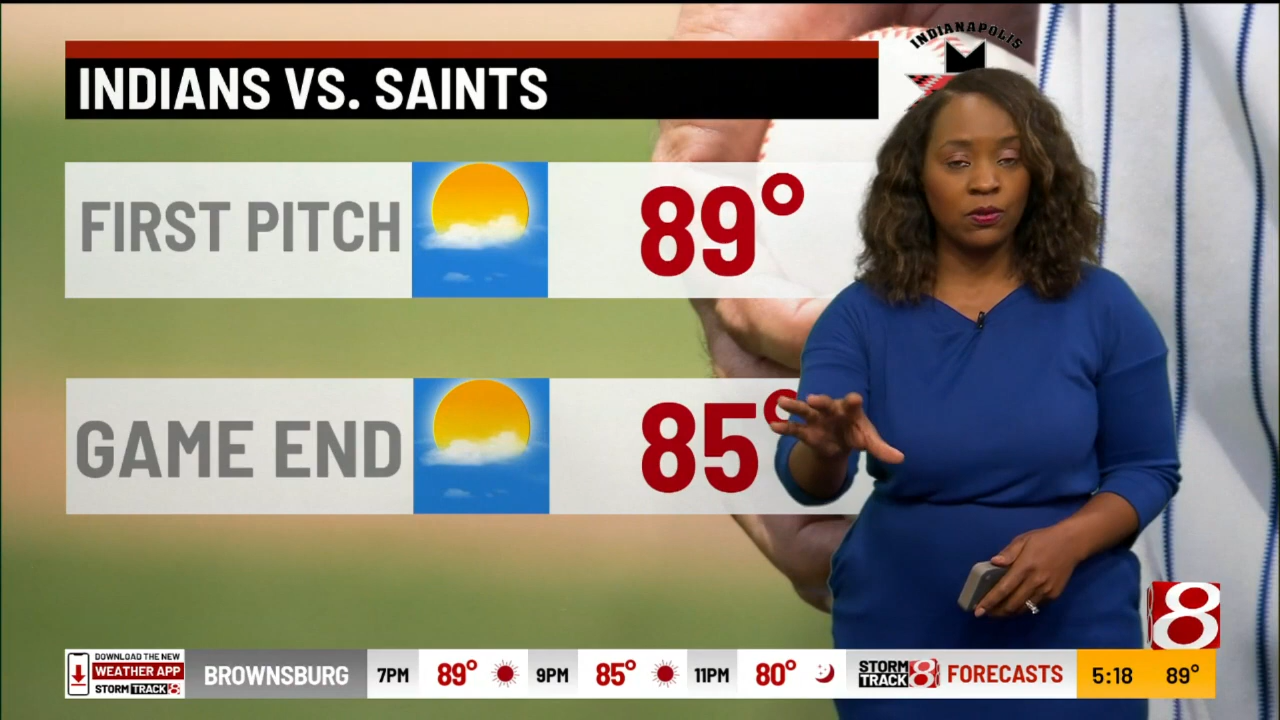 INDIANAPOLIS
INDIANS VS. SAINTS
FIRST PITCH 89°
GAME END 85°
8
DOWNLOAD THE NEW
WEATHER APP
STORM TRACK 8
BROWNSBURG 7PM 89° 9PM 85° 11PM 80°
STORM TRACK 8 FORECASTS 5:18 89°